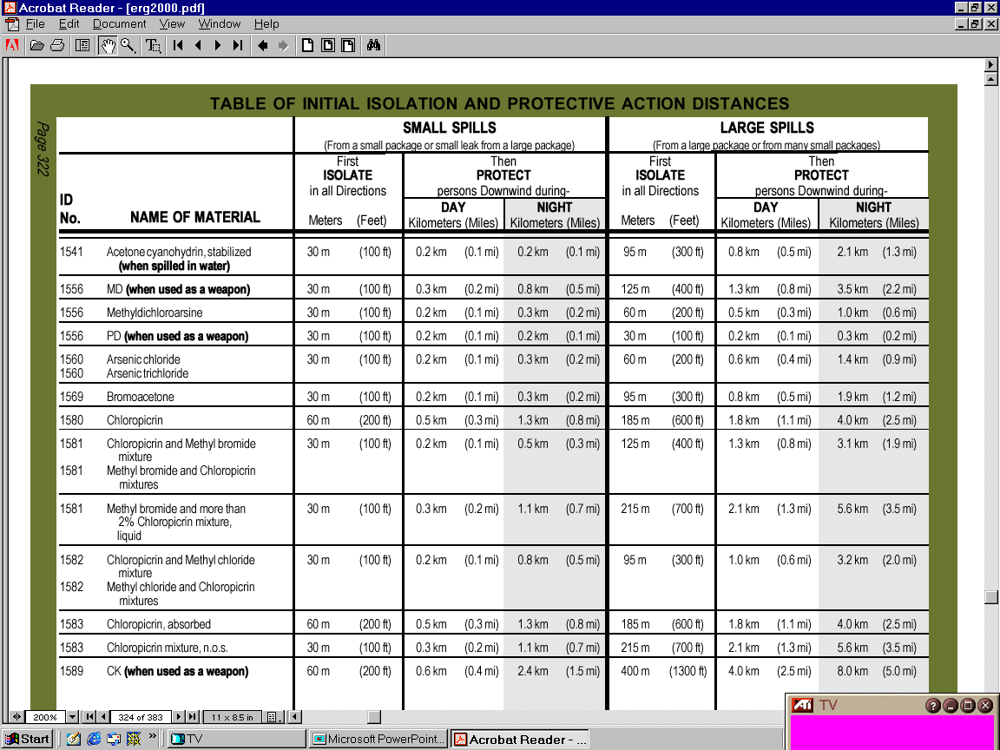 Acrobat Reader - [erg2000.pdf]
File Edit Document View Window Help
TABLE OF INITIAL ISOLATION AND PROTECTIVE ACTION DISTANCES
Page 322
SMALL SPILLS LARGE SPILLS
(From a small package or small leak from a large package) (From a large package or from many small packages)
First Then First Then
ISOLATE PROTECT ISOLATE PROTECT
in all Directions persons Downwind during- in all Directions persons Downwind during-
ID
No. NAME OF MATERIAL
DAY NIGHT DAY NIGHT
Meters (Feet) Kilometers (Miles) Kilometers (Miles) Meters (Feet) Kilometers (Miles) Kilometers (Miles)
1541 Acetone cyanohydrin, stabilized 30 m (100 ft) 0.2 km (0.1 mi) 0.2 km (0.1 mi) 95 m (300 ft) 0.8 km (0.5 mi) 2.1 km (1.3 mi)
(when spilled in water)
1556 MD (when used as a weapon) 30 m (100 ft) 0.3 km (0.2 mi) 0.8 km (0.5 mi) 125 m (400 ft) 1.3 km (0.8 mi) 3.5 km (2.2 mi)
1556 Methyldichloroarsine 30 m (100 ft) 0.2 km (0.1 mi) 0.3 km (0.2 mi) 60 m (200 ft) 0.5 km (0.3 mi) 1.0 km (0.6 mi)
1556 PD (when used as a weapon) 30 m (100 ft) 0.2 km (0.1 mi) 0.2 km (0.1 mi) 30 m (100 ft) 0.2 km (0.1 mi) 0.3 km (0.2 mi)
1560 Arsenic chloride 30 m (100 ft) 0.2 km (0.1 mi) 0.3 km (0.2 mi) 60 m (200 ft) 0.6 km (0.4 mi) 1.4 km (0.9 mi)
1560 Arsenic trichloride
1569 Bromoacetone 30 m (100 ft) 0.2 km (0.1 mi) 0.3 km (0.2 mi) 95 m (300 ft) 0.8 km (0.5 mi) 1.9 km (1.2 mi)
1580 Chloropicrin 60 m (200 ft) 0.5 km (0.3 mi) 1.3 km (0.8 mi) 185 m (600 ft) 1.8 km (1.1 mi) 4.0 km (2.5 mi)
1581 Chloropicrin and Methyl bromide 30 m (100 ft) 0.2 km (0.1 mi) 0.5 km (0.3 mi) 125 m (400 ft) 1.3 km (0.8 mi) 3.1 km (1.9 mi)
mixture
1581 Methyl bromide and Chloropicrin
mixtures
1581 Methyl bromide and more than 30 m (100 ft) 0.3 km (0.2 mi) 1.1 km (0.7 mi) 215 m (700 ft) 2.1 km (1.3 mi) 5.6 km (3.5 mi)
2% Chloropicrin mixture,
liquid
1582 Chloropicrin and Methyl chloride 30 m (100 ft) 0.2 km (0.1 mi) 0.8 km (0.5 mi) 95 m (300 ft) 1.0 km (0.6 mi) 3.2 km (2.0 mi)
mixture
1582 Methyl chloride and Chloropicrin
mixtures
1583 Chloropicrin, absorbed 60 m (200 ft) 0.5 km (0.3 mi) 1.3 km (0.8 mi) 185 m (600 ft) 1.8 km (1.1 mi) 4.0 km (2.5 mi)
1583 Chloropicrin mixture, n.o.s. 30 m (100 ft) 0.3 km (0.2 mi) 1.1 km (0.7 mi) 215 m (700 ft) 2.1 km (1.3 mi) 5.6 km (3.5 mi)
1589 CK (when used as a weapon) 60 m (200 ft) 0.6 km (0.4 mi) 2.4 km (1.5 mi) 400 m (1300 ft) 4.0 km (2.5 mi) 8.0 km (5.0 mi)
200% 324 of 383 11 x 8.5 in
ATI TV
Start TV Microsoft PowerPoint... Acrobat Reader - ...